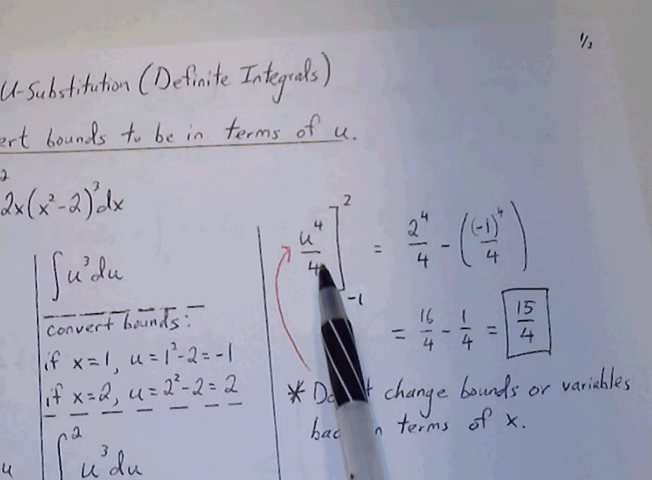 1/2
U-Substitution (Definite Integrals)
ert bounds to be in terms of u.
2
2x(x²-2)³dx
∫u³du
convert bounds:
if x=1, u=1²-2=-1
if x=2, u=2²-2=2
∫² u³du
u
u⁴/4]²₋₁ = 2⁴/4 - ((-1)⁴/4)
= 16/4 - 1/4 = 15/4
* change bounds or variables
terms of x.